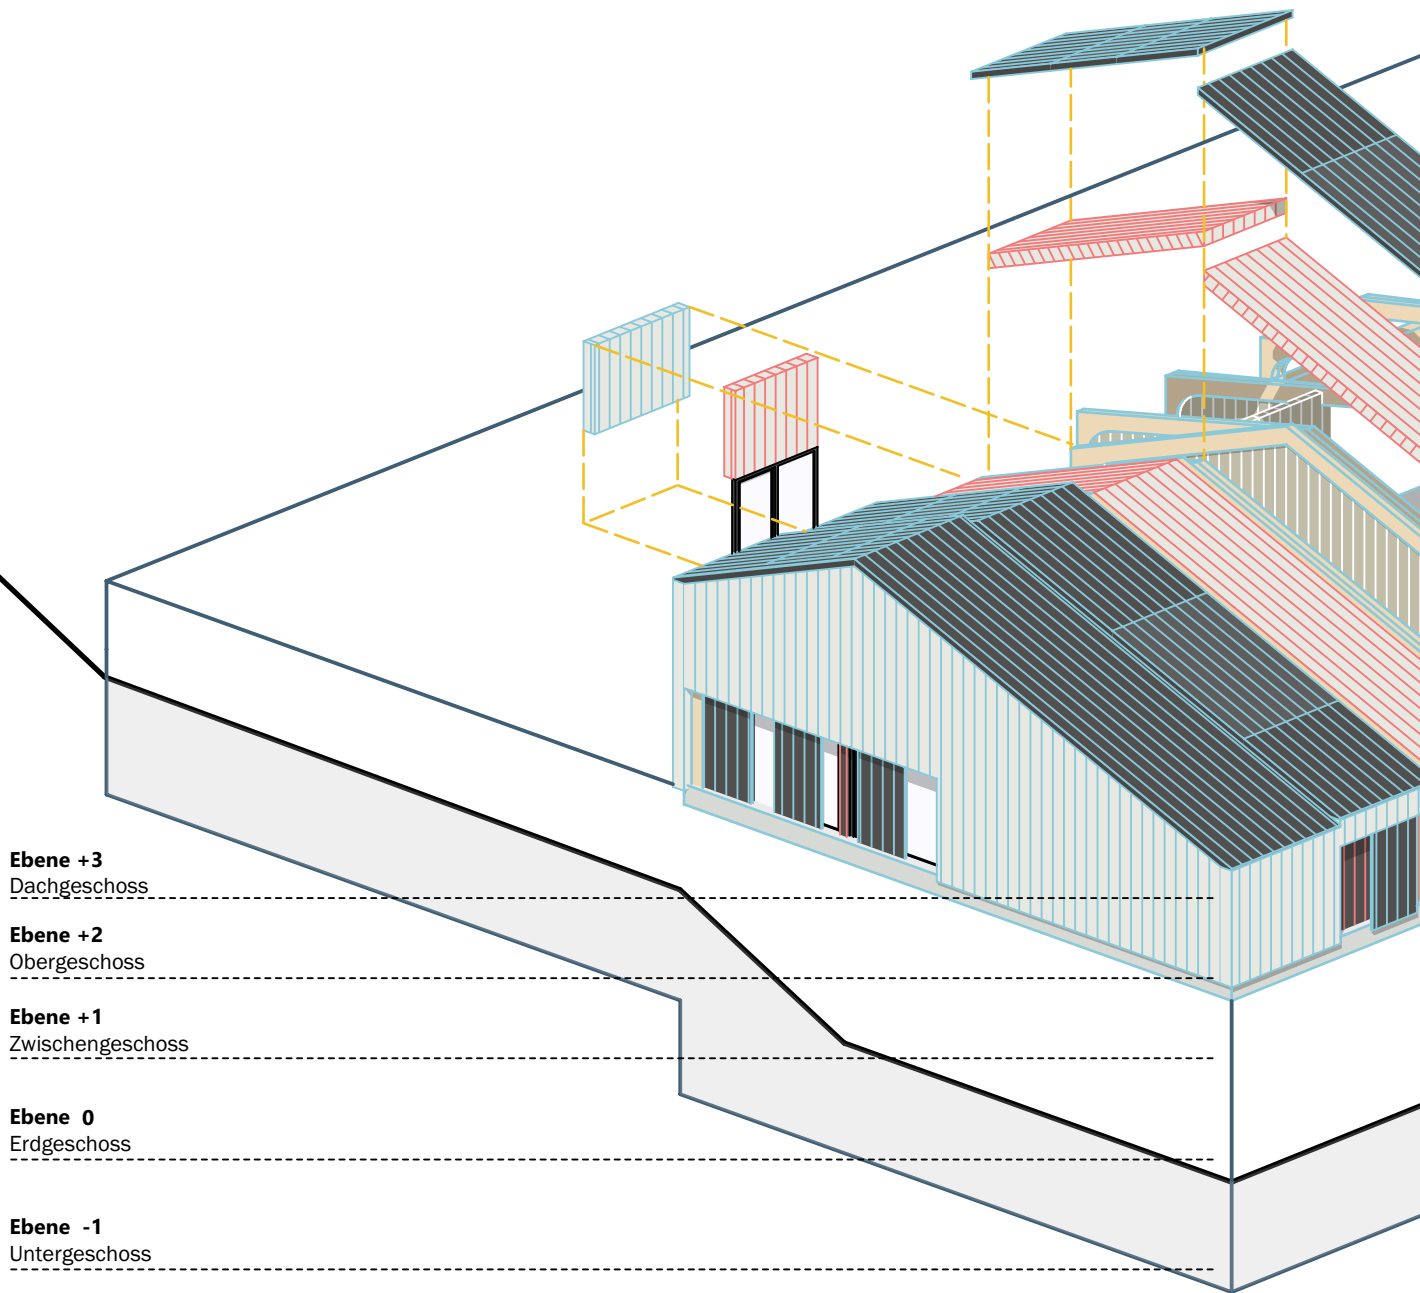 Ebene +3
Dachgeschoss
Ebene +2
Obergeschoss
Ebene +1
Zwischengeschoss
Ebene 0
Erdgeschoss
Ebene -1
Untergeschoss